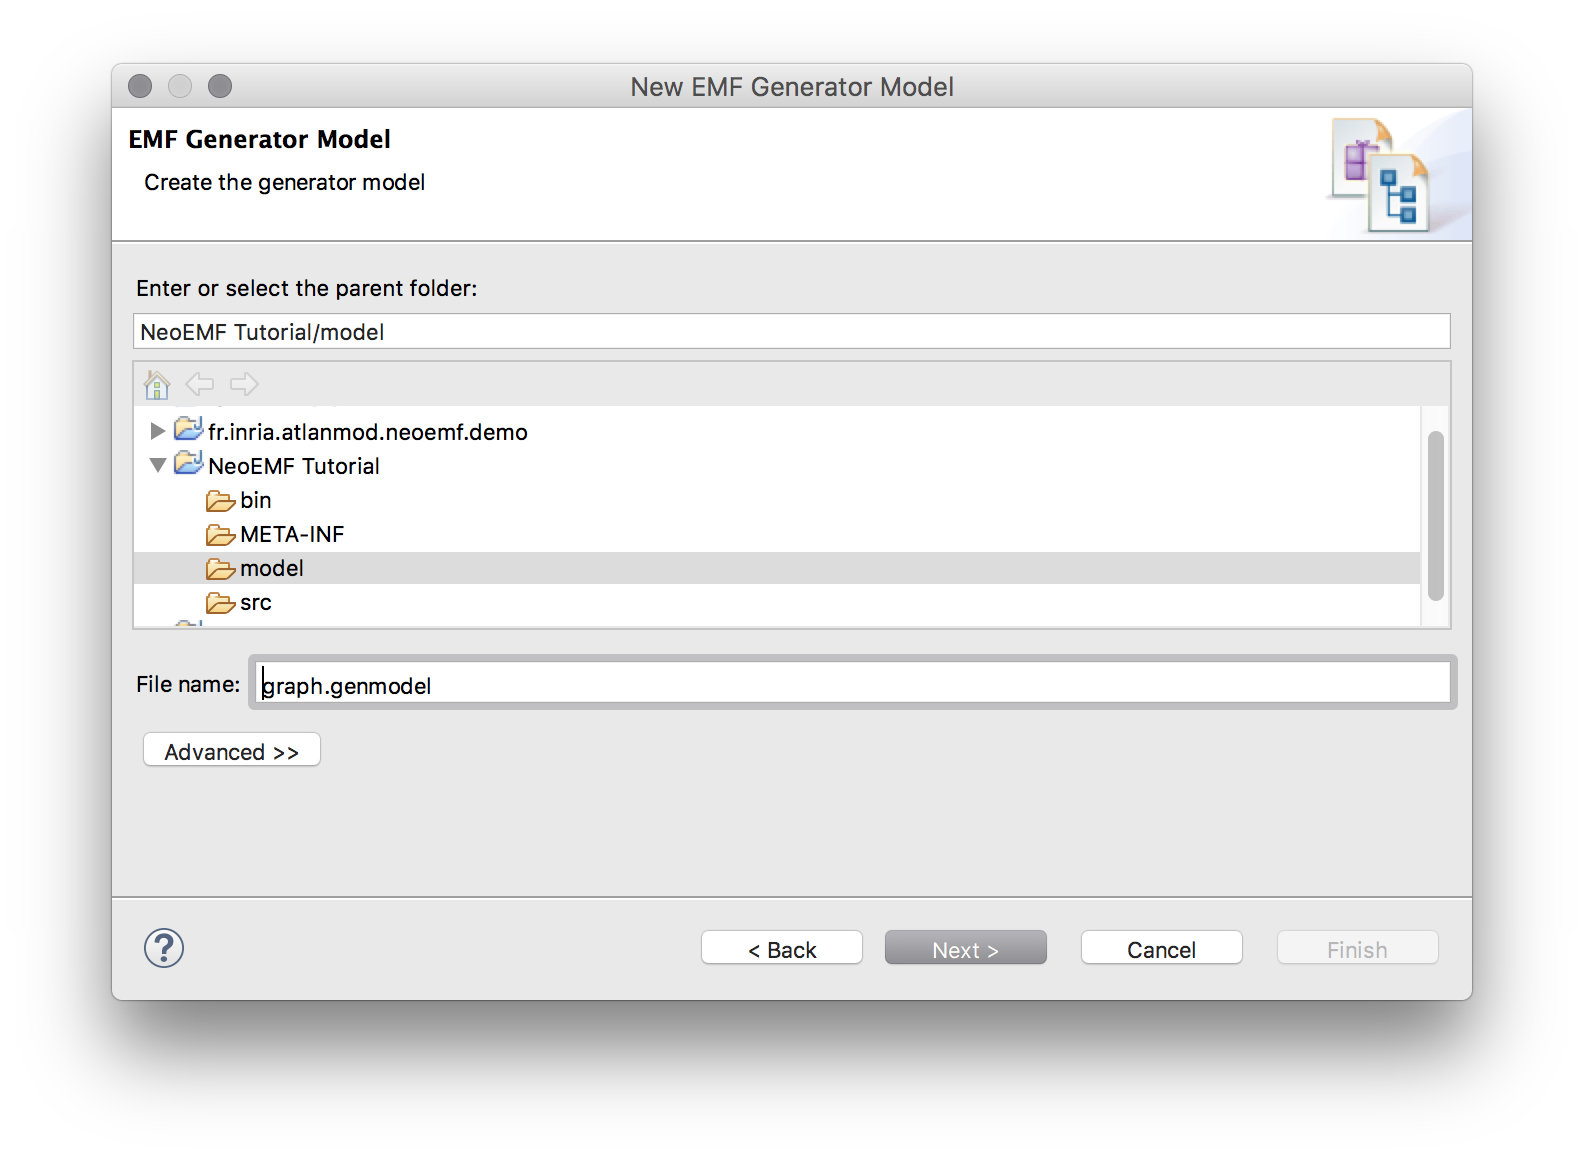 New EMF Generator Model
EMF Generator Model
Create the generator model
Enter or select the parent folder:
NeoEMF Tutorial/model
fr.inria.atlanmod.neoemf.demo
NeoEMF Tutorial
bin
META-INF
model
src
File name: graph.genmodel
Advanced >>
? < Back Next > Cancel Finish